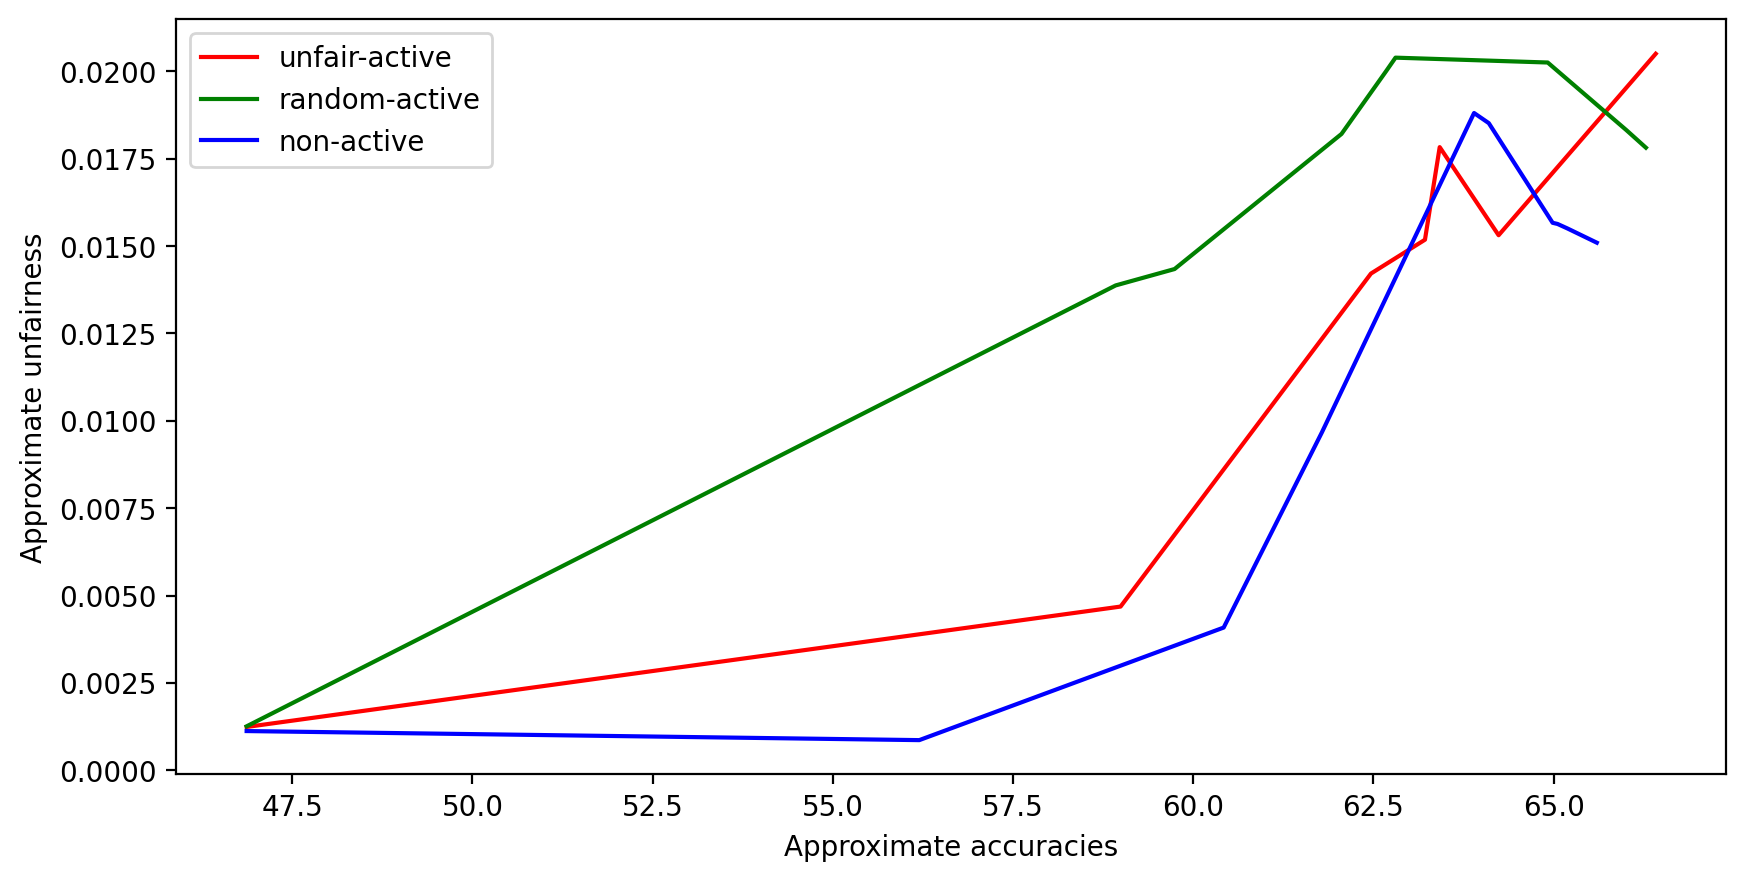 unfair-active
random-active
non-active
0.0200
0.0175
0.0150
0.0125
0.0100
0.0075
0.0050
0.0025
0.0000
Approximate unfairness
47.5 50.0 52.5 55.0 57.5 60.0 62.5 65.0
Approximate accuracies